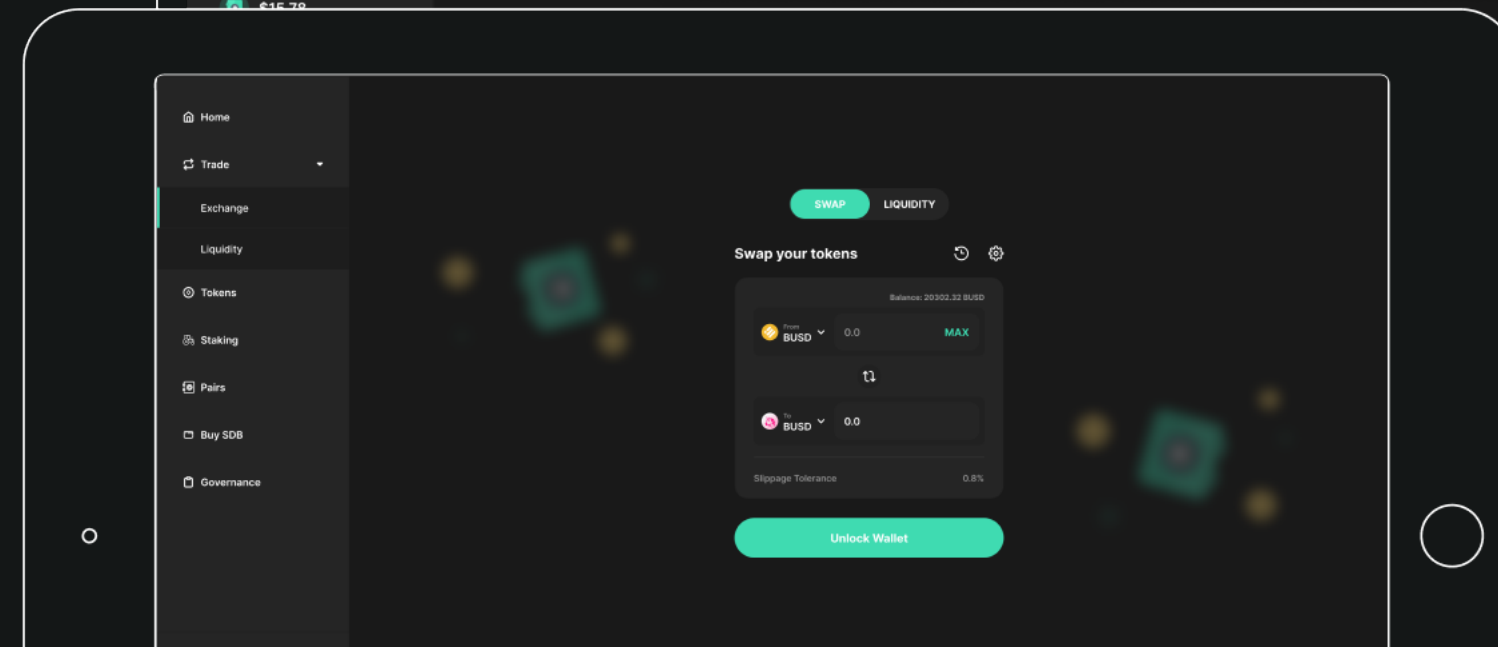 $15.78
Home
Trade
Exchange
Liquidity
Tokens
Staking
Pairs
Buy SDB
Governance
SWAP LIQUIDITY
Swap your tokens
Balance: 20302.32 BUSD
From
BUSD 0.0 MAX
To
BUSD 0.0
Slippage Tolerance 0.8%
Unlock Wallet